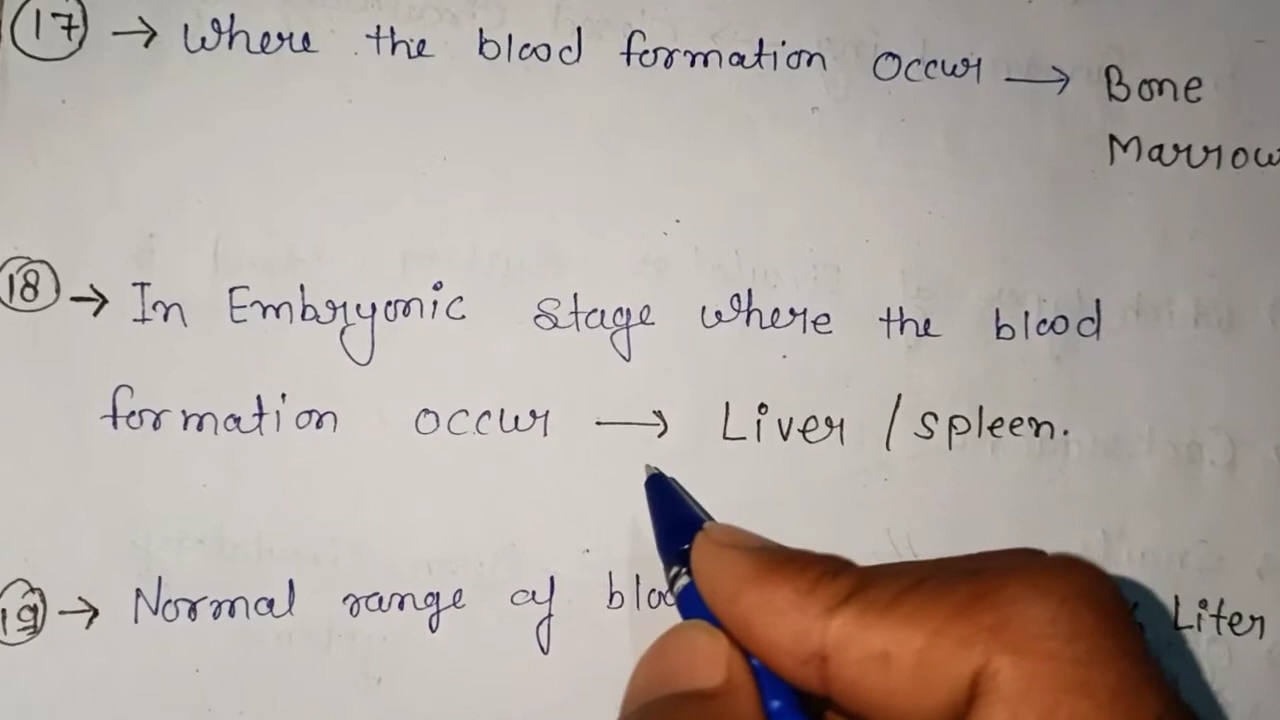 17 → Where the blood formation occur → Bone
Marrow
18 → In Embryonic stage where the blood
formation occur → Liver / spleen.
19 → Normal range of Liter